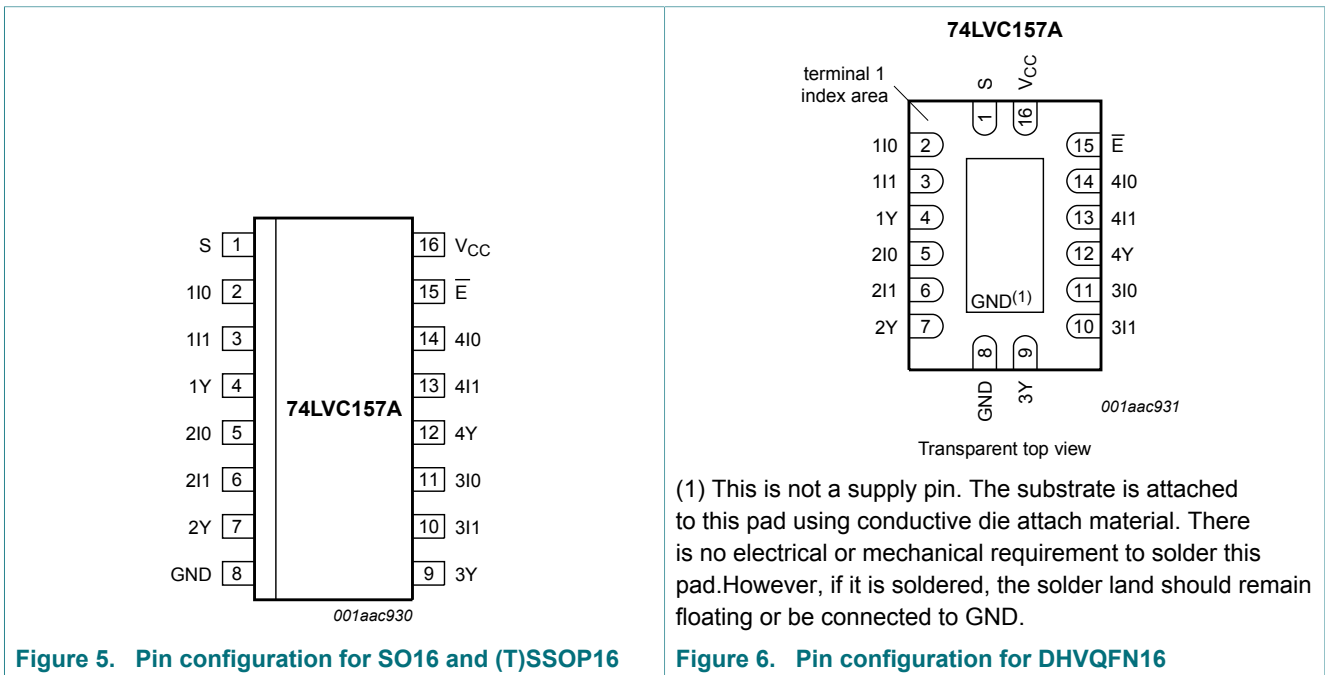 S 1
16 VCC
1I0 2
15 E
1I1 3
14 4I0
1Y 4
13 4I1
74LVC157A
2I0 5
12 4Y
2I1 6
11 3I0
2Y 7
10 3I1
GND 8
9 3Y
001aac930
Figure 5. Pin configuration for SO16 and (T)SSOP16
74LVC157A
terminal 1
index area
S
VCC
1
16
1I0 2
15 E
1I1 3
14 4I0
1Y 4
13 4I1
2I0 5
12 4Y
2I1 6
11 3I0
GND(1)
2Y 7
10 3I1
8
9
GND
3Y
001aac931
Transparent top view
(1) This is not a supply pin. The substrate is attached
to this pad using conductive die attach material. There
is no electrical or mechanical requirement to solder this
pad.However, if it is soldered, the solder land should remain
floating or be connected to GND.
Figure 6. Pin configuration for DHVQFN16